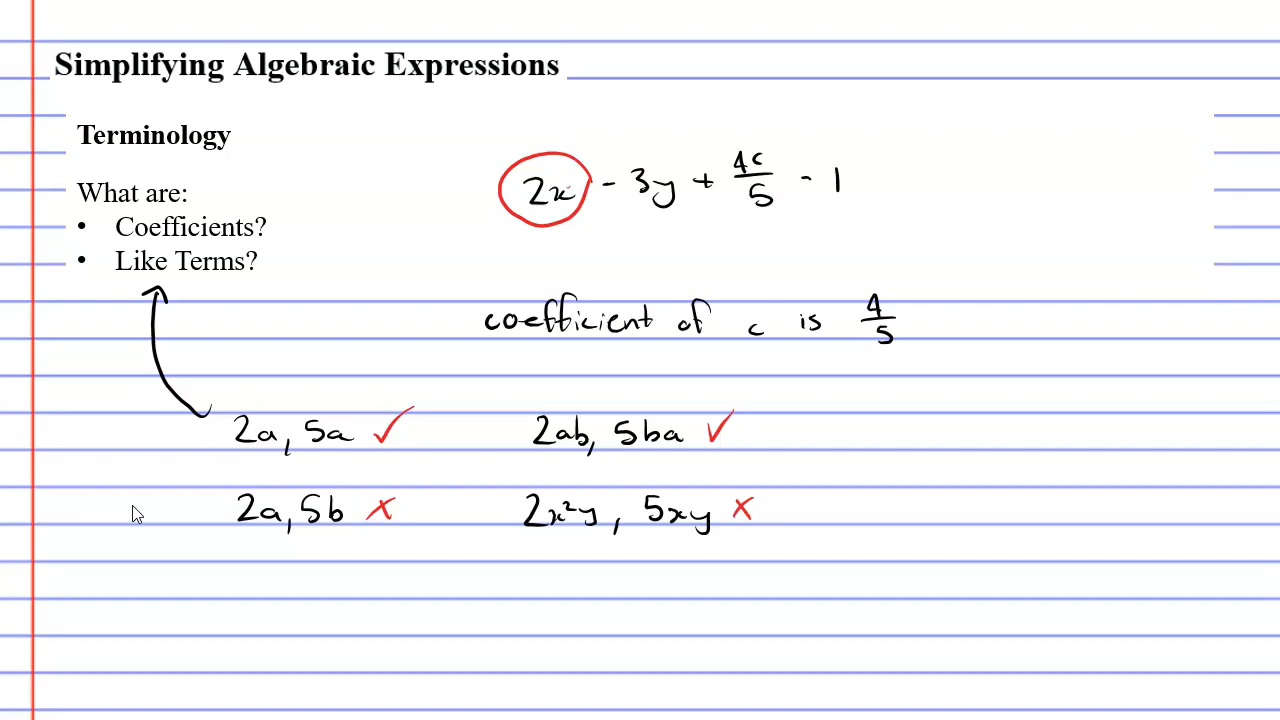 Simplifying Algebraic Expressions
Terminology
What are:
• Coefficients?
• Like Terms?
2x - 3y + 4c/5 - 1
coefficient of c is 4/5
2a, 5a ✓ 2ab, 5ba ✓
2a, 5b ✗ 2x²y, 5xy ✗